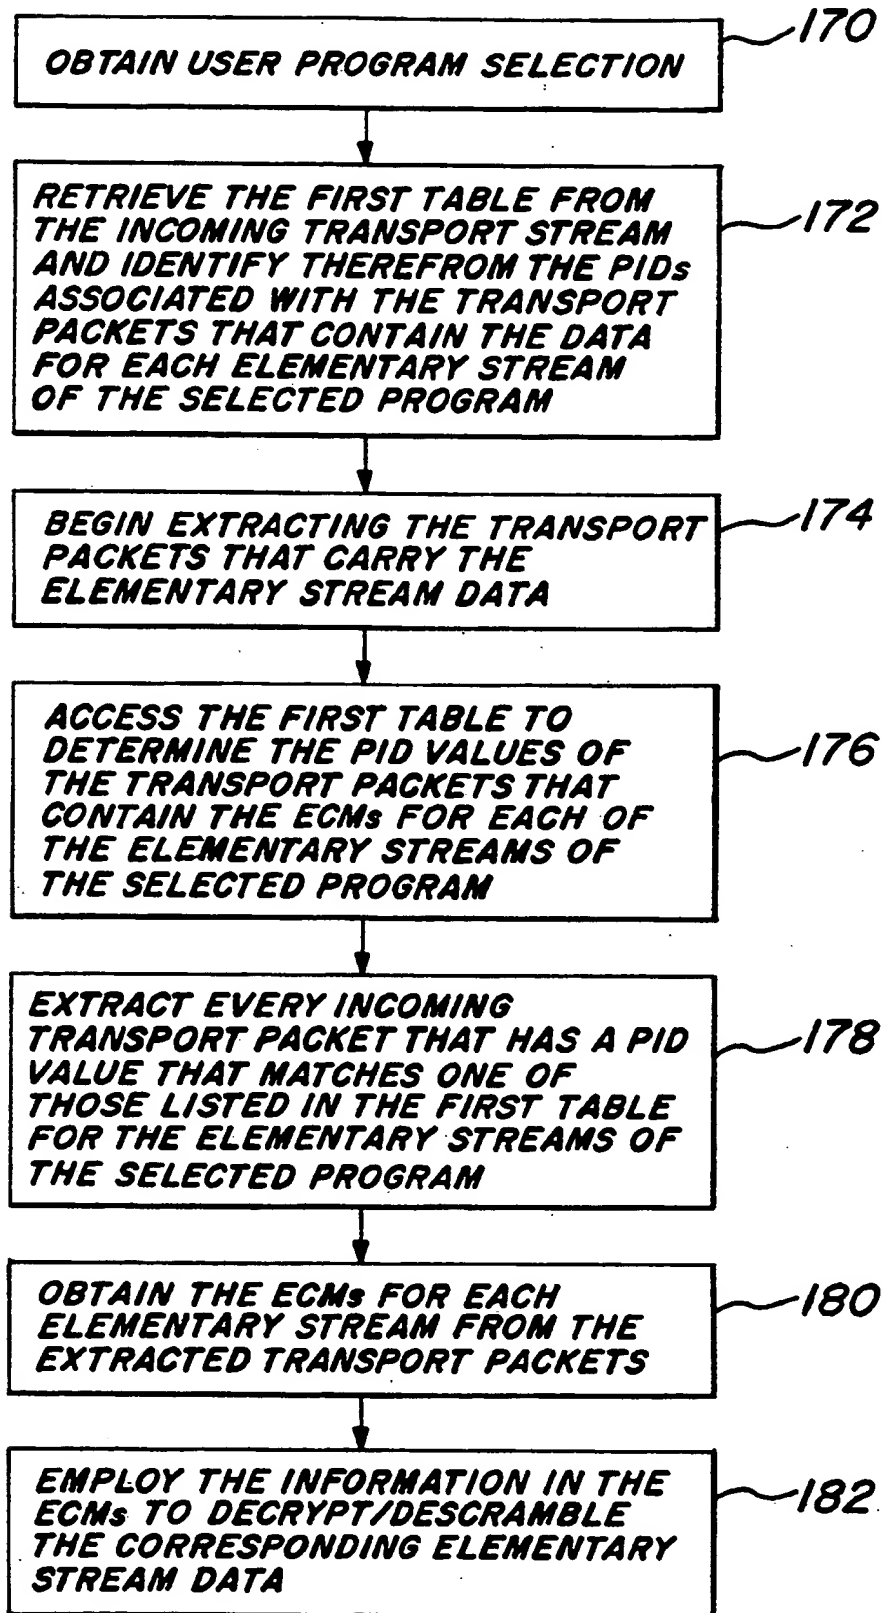 170
OBTAIN USER PROGRAM SELECTION
172
RETRIEVE THE FIRST TABLE FROM
THE INCOMING TRANSPORT STREAM
AND IDENTIFY THEREFROM THE PIDs
ASSOCIATED WITH THE TRANSPORT
PACKETS THAT CONTAIN THE DATA
FOR EACH ELEMENTARY STREAM
OF THE SELECTED PROGRAM
174
BEGIN EXTRACTING THE TRANSPORT
PACKETS THAT CARRY THE
ELEMENTARY STREAM DATA
176
ACCESS THE FIRST TABLE TO
DETERMINE THE PID VALUES OF
THE TRANSPORT PACKETS THAT
CONTAIN THE ECMs FOR EACH OF
THE ELEMENTARY STREAMS OF
THE SELECTED PROGRAM
178
EXTRACT EVERY INCOMING
TRANSPORT PACKET THAT HAS A PID
VALUE THAT MATCHES ONE OF
THOSE LISTED IN THE FIRST TABLE
FOR THE ELEMENTARY STREAMS OF
THE SELECTED PROGRAM
180
OBTAIN THE ECMs FOR EACH
ELEMENTARY STREAM FROM THE
EXTRACTED TRANSPORT PACKETS
182
EMPLOY THE INFORMATION IN THE
ECMs TO DECRYPT/DESCRAMBLE
THE CORRESPONDING ELEMENTARY
STREAM DATA